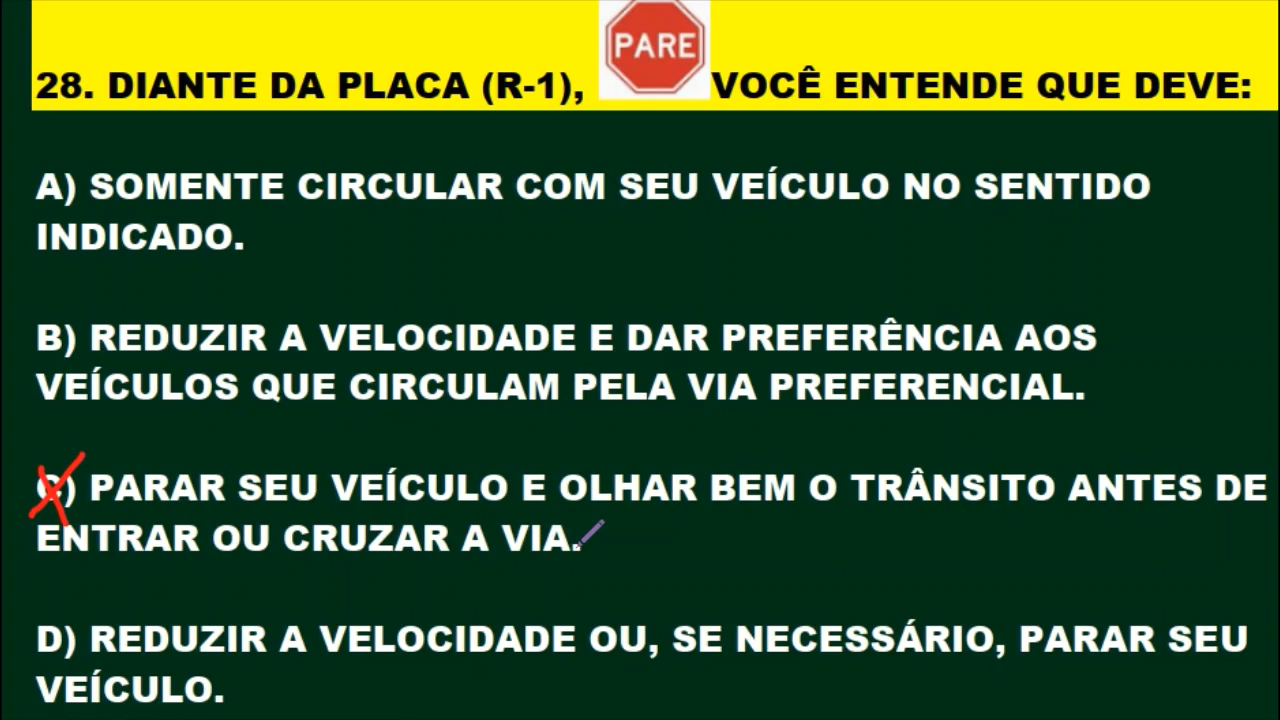 PARE
28. DIANTE DA PLACA (R-1), VOCÊ ENTENDE QUE DEVE:
A) SOMENTE CIRCULAR COM SEU VEÍCULO NO SENTIDO
INDICADO.
B) REDUZIR A VELOCIDADE E DAR PREFERÊNCIA AOS
VEÍCULOS QUE CIRCULAM PELA VIA PREFERENCIAL.
C) PARAR SEU VEÍCULO E OLHAR BEM O TRÂNSITO ANTES DE
ENTRAR OU CRUZAR A VIA.
D) REDUZIR A VELOCIDADE OU, SE NECESSÁRIO, PARAR SEU
VEÍCULO.